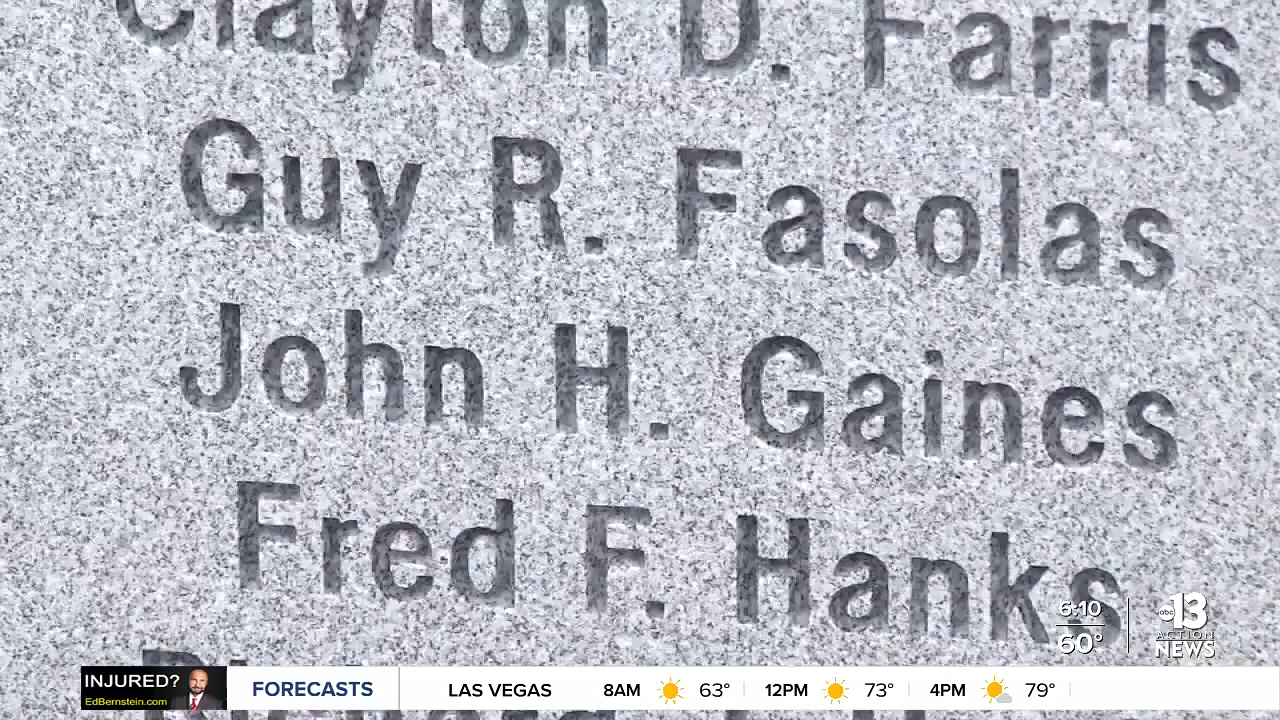 Clayton D. Farris
Guy R. Fasolas
John H. Gaines
Fred F. Hanks
6:10
60°
abc 13
ACTION
NEWS
INJURED?
EdBernstein.com
FORECASTS
LAS VEGAS 8AM 63° 12PM 73° 4PM 79°